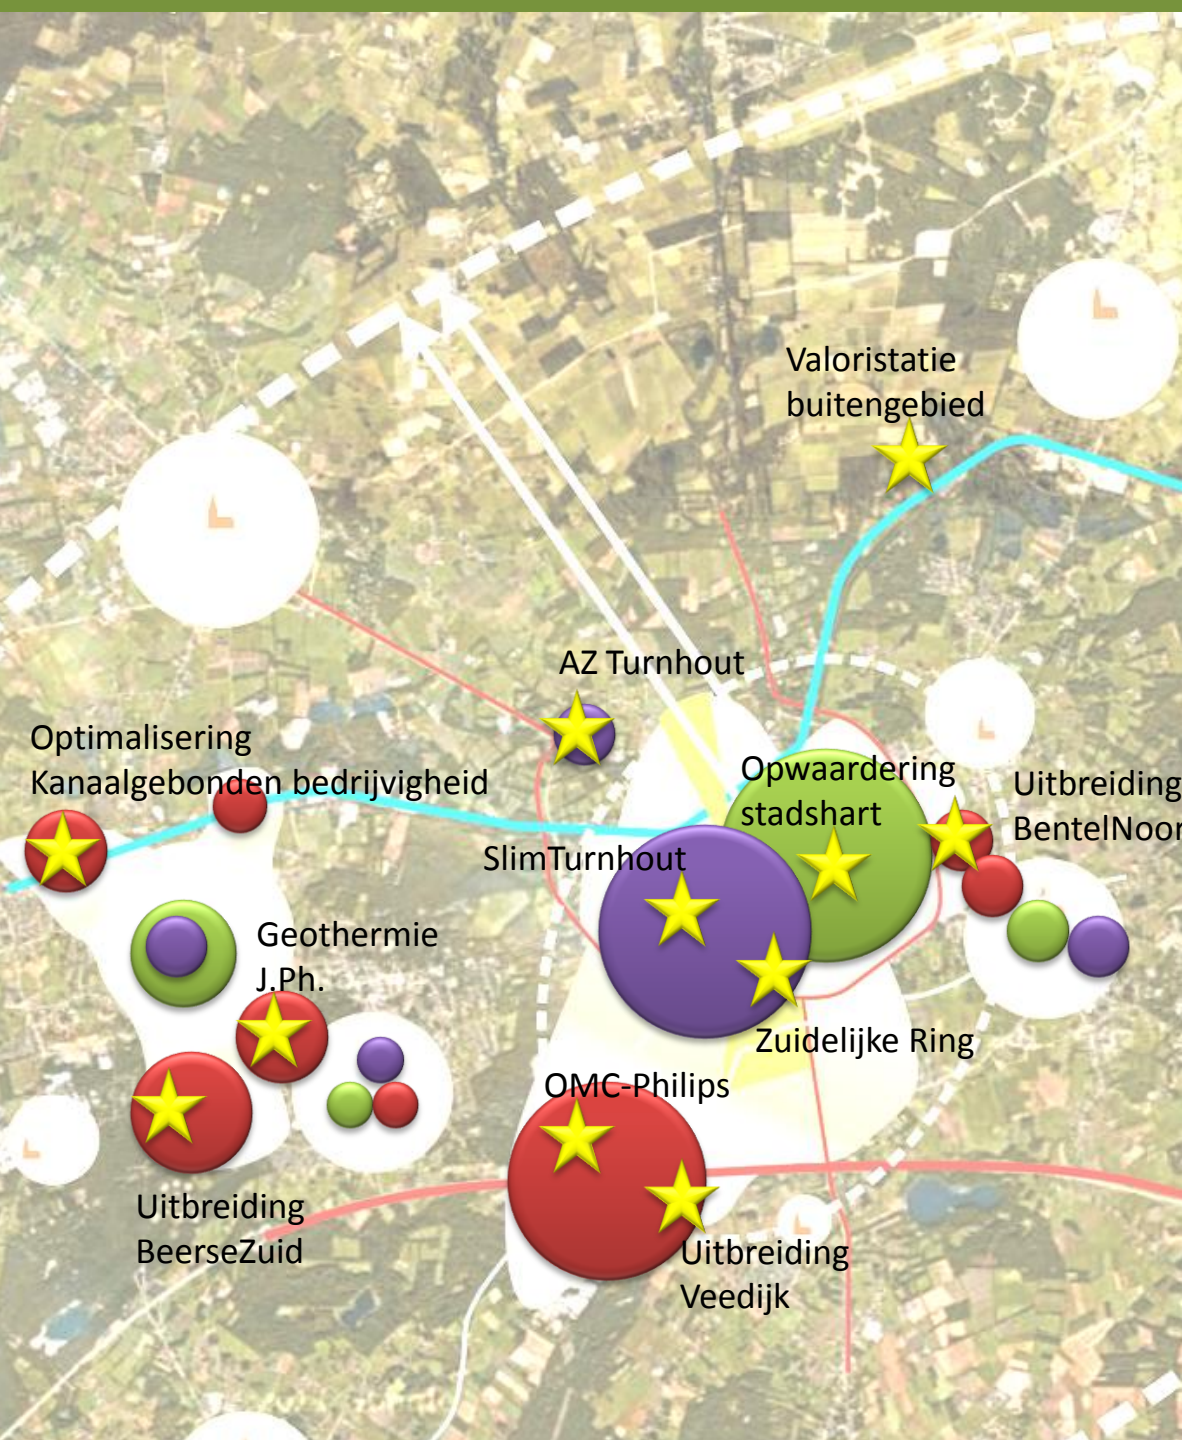 Valoristatie
buitengebied
AZ Turnhout
Optimalisering
Kanaalgebonden bedrijvigheid
Opwaardering
stadshart
Uitbreiding
BentelNoor
SlimTurnhout
Geothermie
J.Ph.
Zuidelijke Ring
OMC-Philips
Uitbreiding
BeerseZuid
Uitbreiding
Veedijk